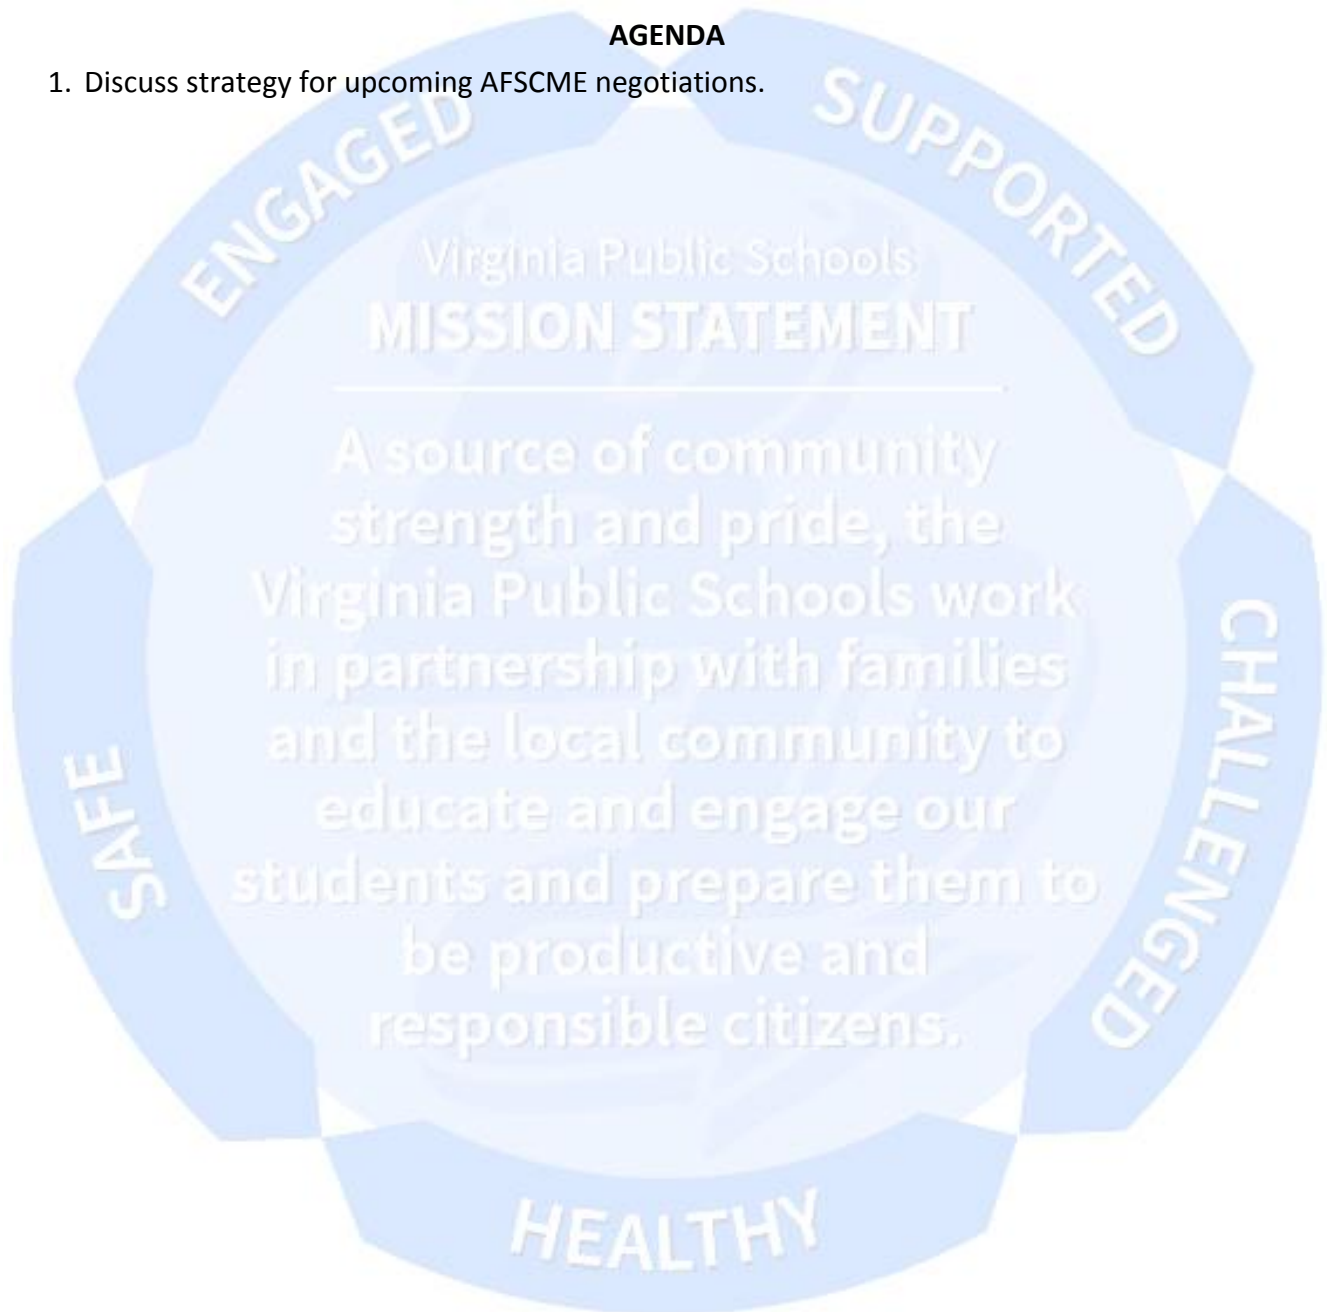 AGENDA
1. Discuss strategy for upcoming AFSCME negotiations.
ENGAGED
SUPPORTED
Virginia Public Schools
MISSION STATEMENT
A source of community
strength and pride, the
Virginia Public Schools work
in partnership with families
and the local community to
educate and engage our
students and prepare them to
be productive and
responsible citizens.
CHALLENGED
SAFE
HEALTHY